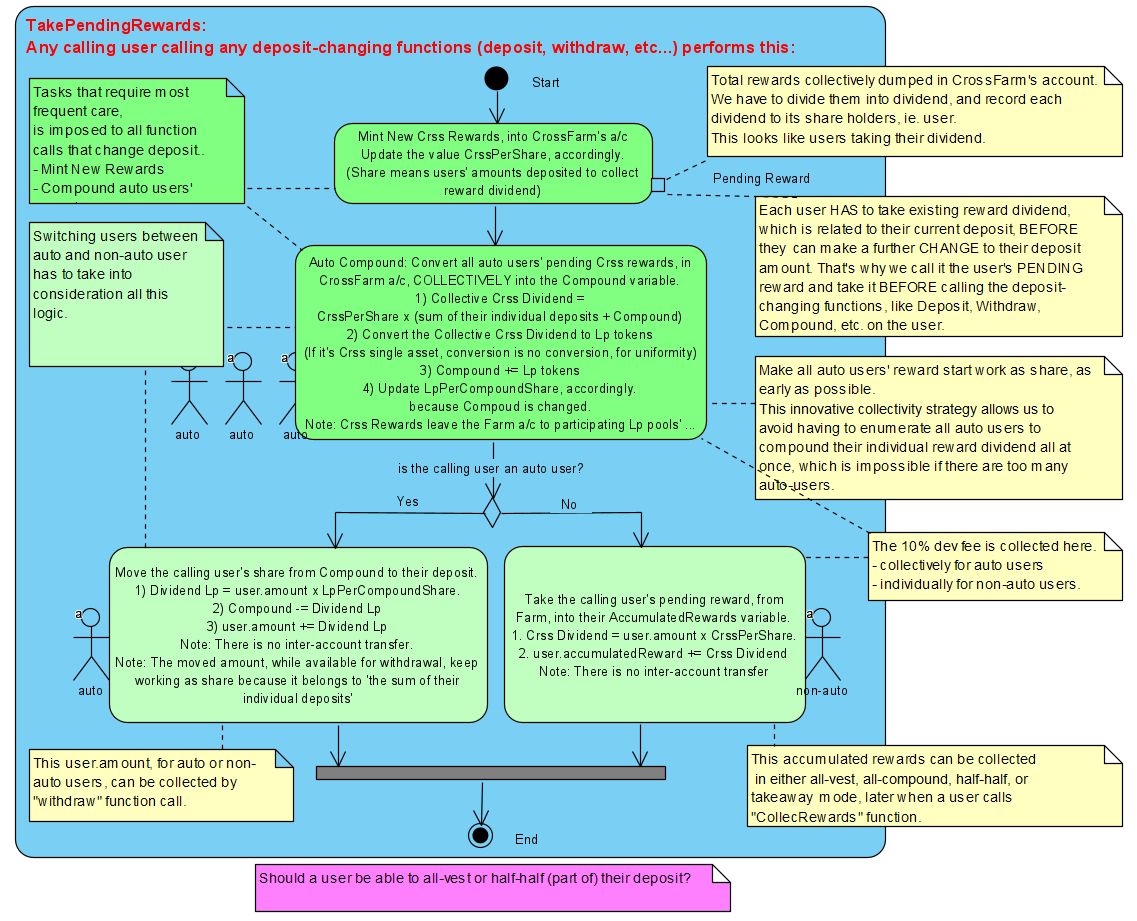 TakePendingRewards:
Any calling user calling any deposit-changing functions (deposit, withdraw, etc...) performs this:
Start
Tasks that require most
frequent care,
is imposed to all function
calls that change deposit..
- Mint New Rewards
- Compound auto users'
Mint New Crss Rewards, into CrossFarm's a/c
Update the value CrssPerShare, accordingly.
(Share means users' amounts deposited to collect
reward dividend)
Total rewards collectively dumped in CrossFarm's account.
We have to divide them into dividend, and record each
dividend to its share holders, ie. user.
This looks like users taking their dividend.
Pending Reward
Each user HAS to take existing reward dividend,
which is related to their current deposit, BEFORE
they can make a further CHANGE to their deposit
amount. That's why we call it the user's PENDING
reward and take it BEFORE calling the deposit-
changing functions, like Deposit, Withdraw,
Compound, etc. on the user.
Switching users between
auto and non-auto user
has to take into
consideration all this
logic.
Auto Compound: Convert all auto users' pending Crss rewards, in
CrossFarm a/c, COLLECTIVELY into the Compound variable.
1) Collective Crss Dividend =
CrssPerShare x (sum of their individual deposits + Compound)
2) Convert the Collective Crss Dividend to Lp tokens
(If it's Crss single asset, conversion is no conversion, for uniformity)
3) Compound += Lp tokens
4) Update LpPerCompoundShare, accordingly.
because Compoud is changed.
Note: Crss Rewards leave the Farm a/c to participating Lp pools' ...
a
a
auto
auto
auto
Make all auto users' reward start work as share, as
early as possible.
This innovative collectivity strategy allows us to
avoid having to enumerate all auto users to
compound their individual reward dividend all at
once, which is impossible if there are too many
auto-users.
is the calling user an auto user?
Yes
No
The 10% dev fee is collected here.
- collectively for auto users
- individually for non-auto users.
Move the calling user's share from Compound to their deposit.
1) Dividend Lp = user.amount x LpPerCompoundShare.
2) Compound -= Dividend Lp
3) user.amount += Dividend Lp
Note: There is no inter-account transfer.
Note: The moved amount, while available for withdrawal, keep
working as share because it belongs to 'the sum of their
individual deposits'
a
auto
Take the calling user's pending reward, from
Farm, into their AccumulatedRewards variable.
1. Crss Dividend = user.amount x CrssPerShare.
2. user.accumulatedReward += Crss Dividend
Note: There is no inter-account transfer
a
non-auto
This user.amount, for auto or non-
auto users, can be collected by
"withdraw" function call.
This accumulated rewards can be collected
in either all-vest, all-compound, half-half, or
takeaway mode, later when a user calls
"CollecRewards" function.
End
Should a user be able to all-vest or half-half (part of) their deposit?